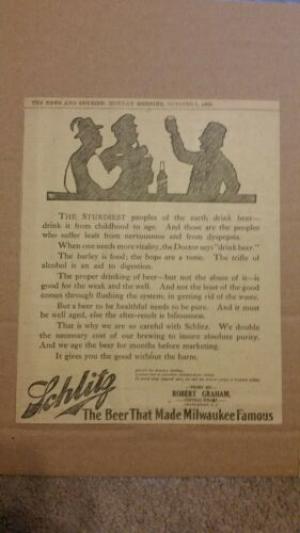 THE NEWS AND COURIER: MONDAY MORNING, OCTOBER
THE STURDIEST peoples of the earth drink beer—
drink it from childhood to age. And those are the peoples
who suffer least from nervousness and from dyspepsia.
When one needs more vitality, the Doctor says "drink beer."
The barley is food; the hops are a tonic. The trifle of
alcohol is an aid to digestion.
The proper drinking of beer—but not the abuse of it—is
good for the weak and the well. And not the least of the good
comes through flushing the system; in getting rid of the waste.
But a beer to be healthful needs to be pure. And it must
be well aged, else the after-result is biliousness.
That is why we are so careful with Schlitz. We double
the necessary cost of our brewing to insure absolute purity.
And we age the beer for months before marketing.
It gives you the good without the harm.
Schlitz
ROBERT GRAHAM,
The Beer That Made Milwaukee Famous